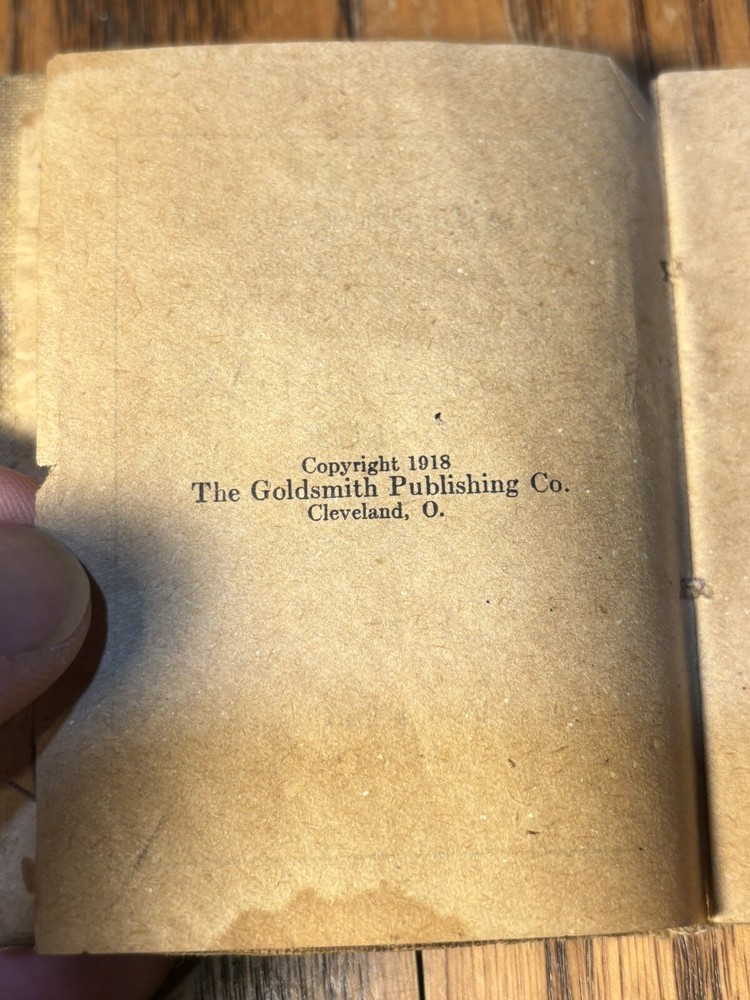 Copyright 1918
The Goldsmith Publishing Co.
Cleveland, O.